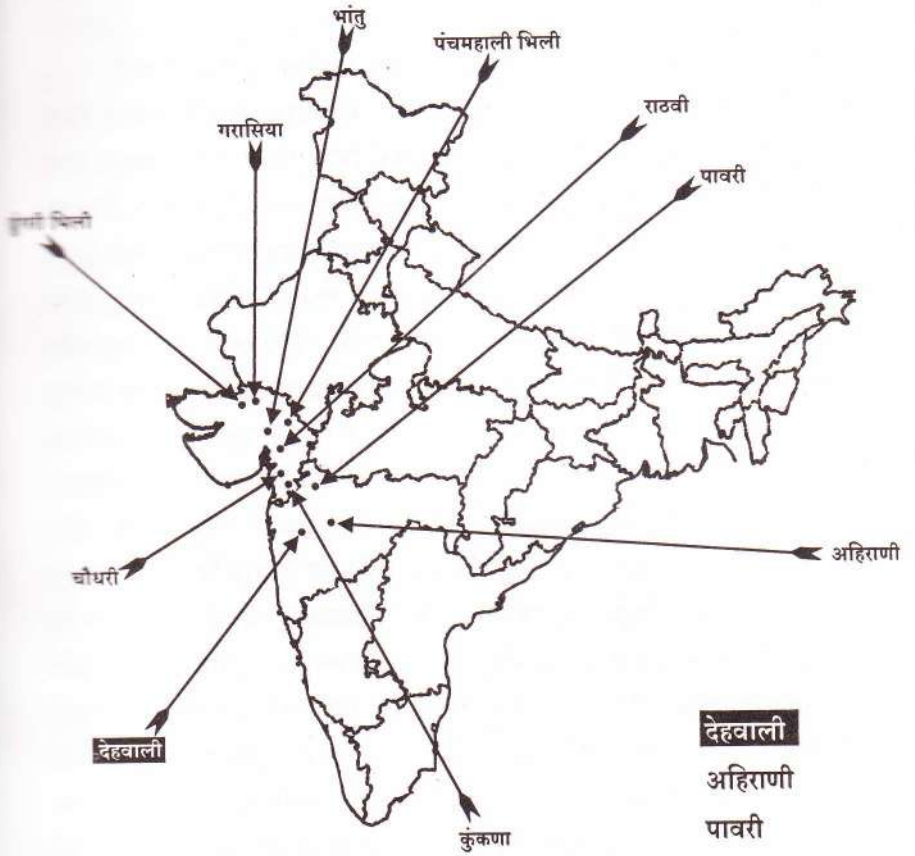 भांतु
पंचमहाली भिली
राठवी
गरासिया
पावरी
भिली
अहिराणी
चौधरी
देहवाली
देहवाली
अहिराणी
पावरी
कुंकणा